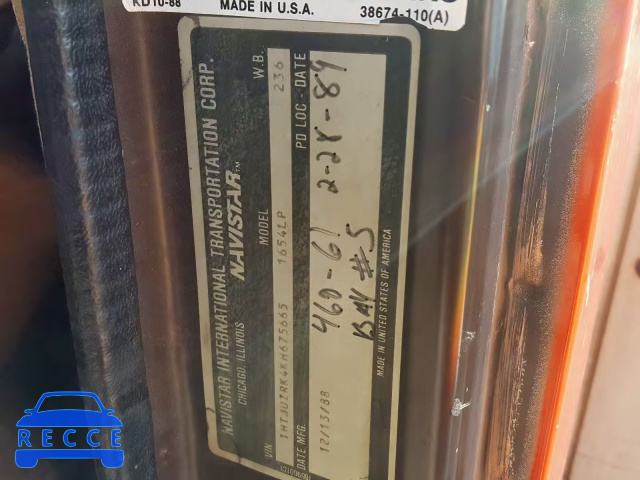 KD10-88 MADE IN U.S.A. 38674-110(A)
NAVISTAR INTERNATIONAL TRANSPORTATION CORP.
CHICAGO, ILLINOIS NAVISTAR™
VIN MODEL W.B.
1HTJUZRK4KH675665 1654LP 236
DATE MFG. PD LOC - DATE
12/13/88 460-61 2-28-89
BAY #5
MADE IN UNITED STATES OF AMERICA
RECCE